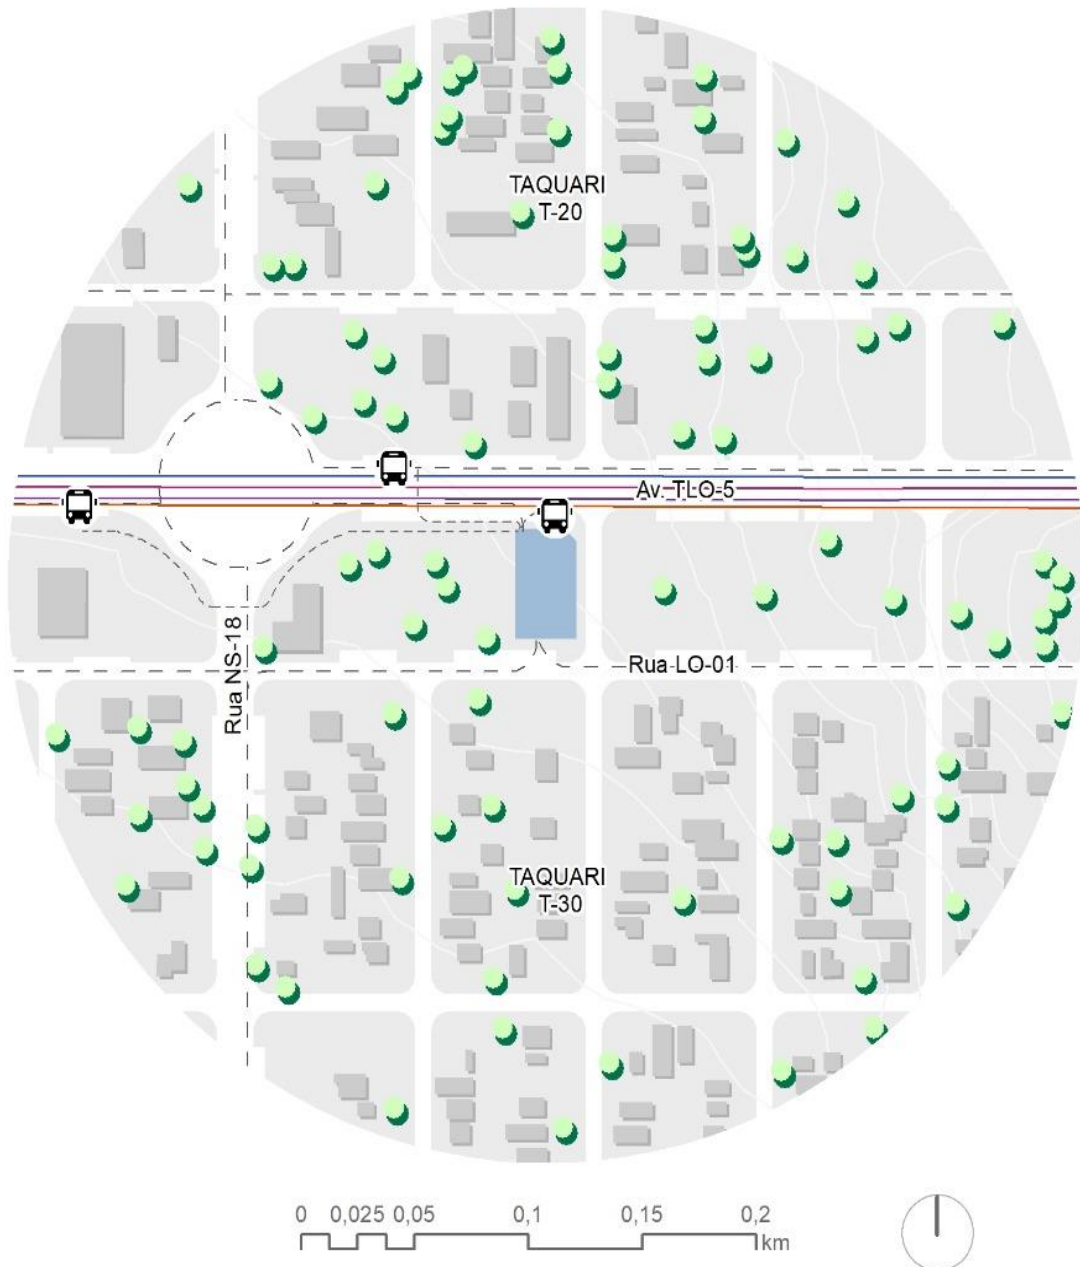 TAQUARI
T-20
Av. TLO-5
Rua NS-18
Rua LO-01
TAQUARI
T-30
0 0,025 0,05 0,1 0,15 0,2
km